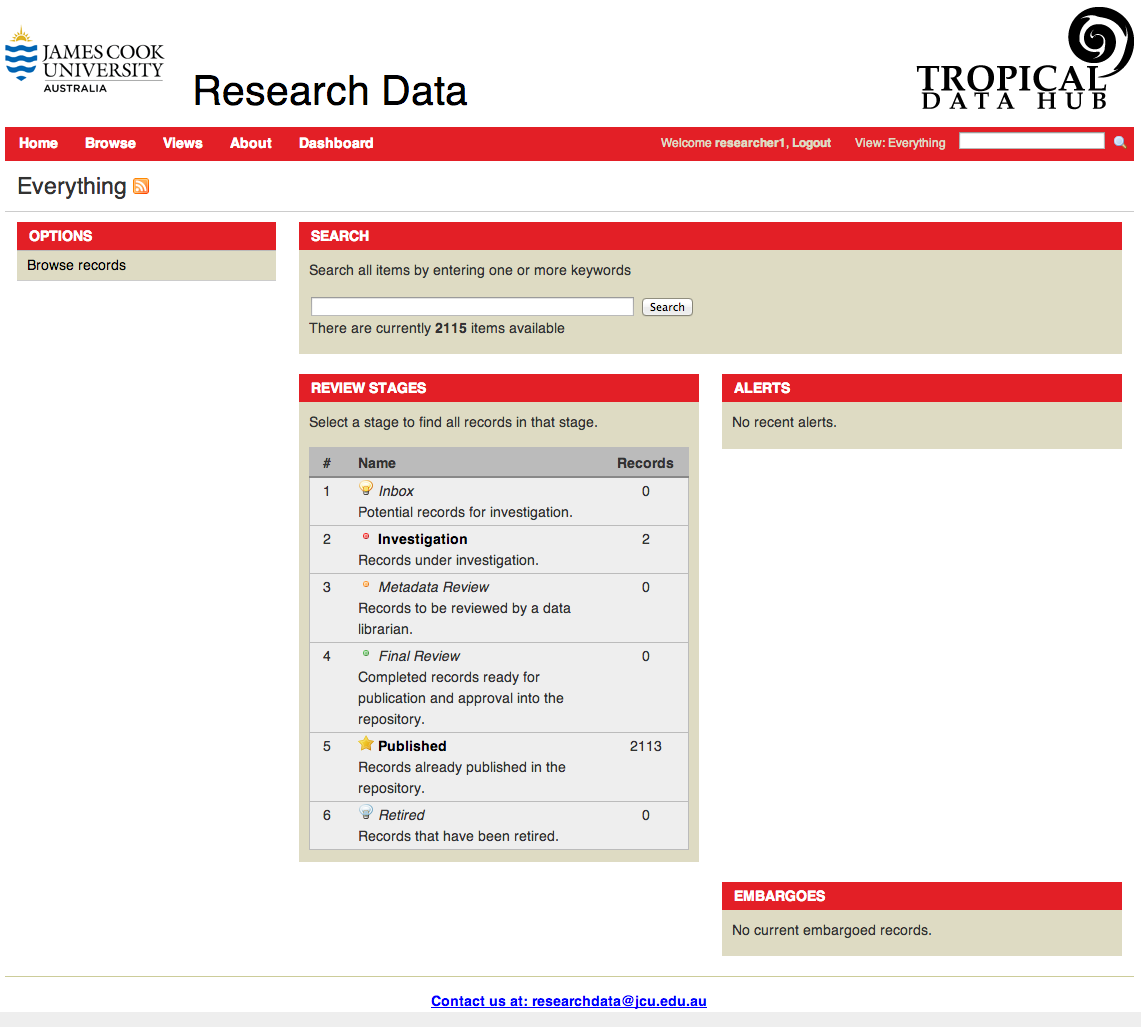 JAMES COOK
UNIVERSITY
AUSTRALIA
Research Data
TROPICAL
DATA HUB
Home Browse Views About Dashboard Welcome researcher1, Logout View: Everything
Everything
OPTIONS
Browse records
SEARCH
Search all items by entering one or more keywords
Search
There are currently 2115 items available
REVIEW STAGES
Select a stage to find all records in that stage.
# Name Records
1 Inbox 0
Potential records for investigation.
2 Investigation 2
Records under investigation.
3 Metadata Review 0
Records to be reviewed by a data
librarian.
4 Final Review 0
Completed records ready for
publication and approval into the
repository.
5 Published 2113
Records already published in the
repository.
6 Retired 0
Records that have been retired.
ALERTS
No recent alerts.
EMBARGOES
No current embargoed records.
Contact us at: researchdata@jcu.edu.au